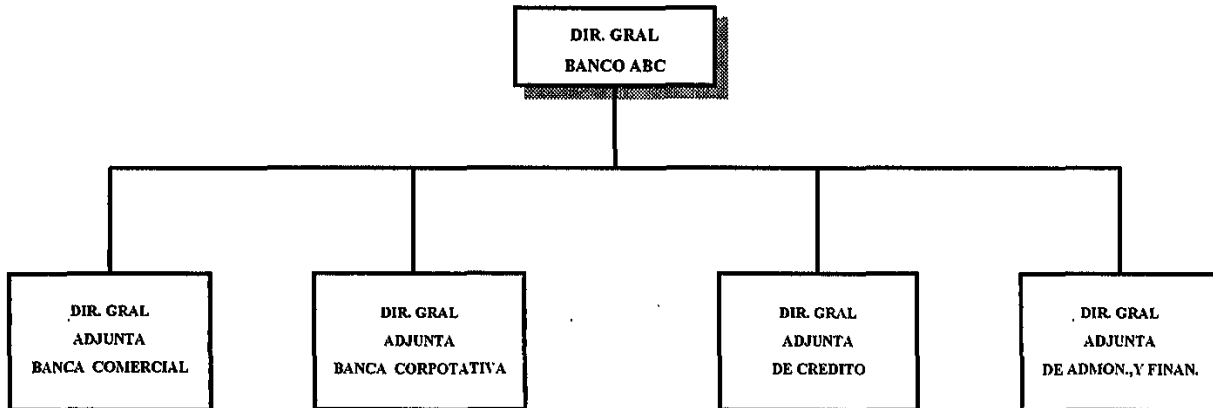 DIR. GRAL
BANCO ABC
DIR. GRAL
ADJUNTA
BANCA COMERCIAL
DIR. GRAL
ADJUNTA
BANCA CORPOTATIVA
DIR. GRAL
ADJUNTA
DE CREDITO
DIR. GRAL
ADJUNTA
DE ADMON.,Y FINAN.